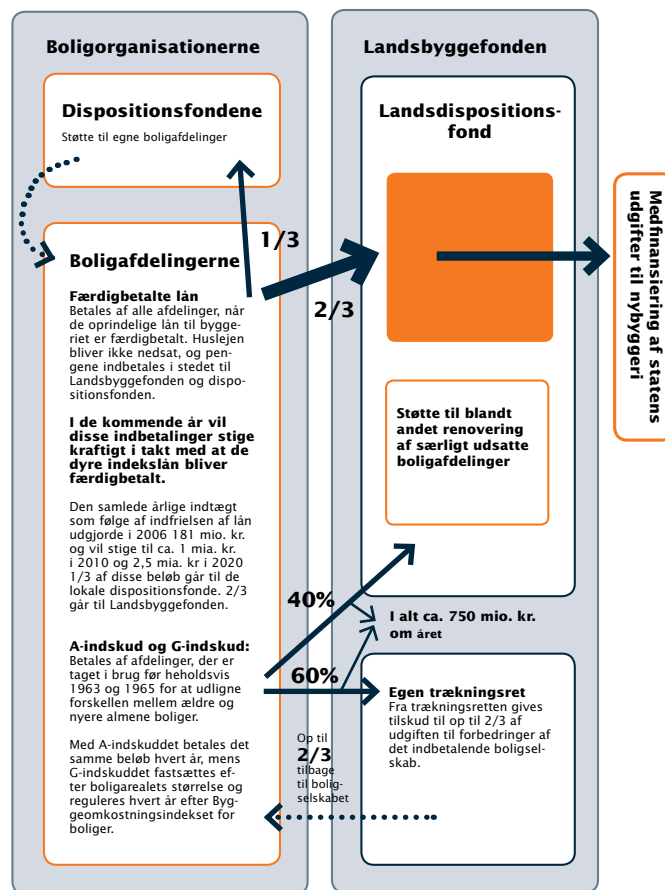 Boligorganisationerne
Dispositionsfondene
Støtte til egne boligafdelinger
1/3
2/3
Boligafdelingerne
Færdigbetalte lån
Betales af alle afdelinger, når
de oprindelige lån til bygge-
riet er færdigbetalt. Huslejen
bliver ikke nedsat, og pen-
gene indbetales i stedet til
Landsbyggefonden og dispo-
sitionsfonden.
I de kommende år vil
disse indbetalinger stige
kraftigt i takt med at de
dyre indekslån bliver
færdigbetalt.
Den samlede årlige indtægt
som følge af indfrielsen af lån
udgjorde i 2006 181 mio. kr.
og vil stige til ca. 1 mia. kr.
i 2010 og 2,5 mia. kr i 2020
1/3 af disse beløb går til de
lokale dispositionsfonde. 2/3
går til Landsbyggefonden.
A-indskud og G-indskud:
Betales af afdelinger, der er
taget i brug før heholdsvis
1963 og 1965 for at udligne
forskellen mellem ældre og
nyere almene boliger.
Med A-indskuddet betales det
samme beløb hvert år, mens
G-indskuddet fastsættes ef-
ter boligarealets størrelse og
reguleres hvert år efter Byg-
geomkostningsindekset for
boliger.
40%
60%
Op til
2/3
tilbage
til bolig-
selskabet
Landsbyggefonden
Landsdispositions-
fond
Støtte til blandt
andet renovering
af særligt udsatte
boligafdelinger
I alt ca. 750 mio. kr.
om året
Egen trækningsret
Fra trækningsretten gives
tilskud til op til 2/3 af
udgiften til forbedringer af
det indbetalende boligsel-
skab.
Medfinansiering af statens
udgifter til nybyggeri